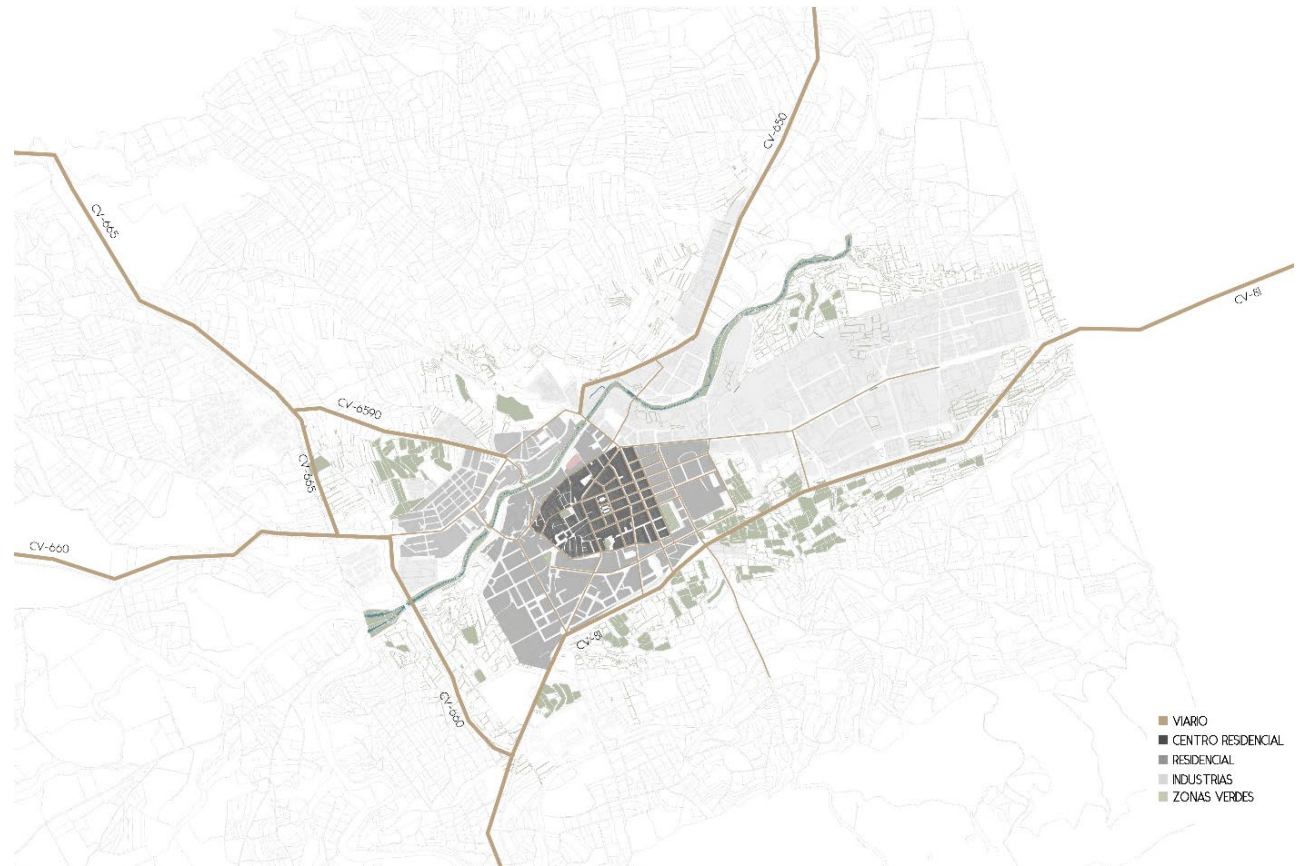 CV-650
CV-665
CV-81
CV-6590
CV-665
CV-660
CV-81
CV-660
VIARIO
CENTRO RESIDENCIAL
RESIDENCIAL
INDUSTRIAS
ZONAS VERDES